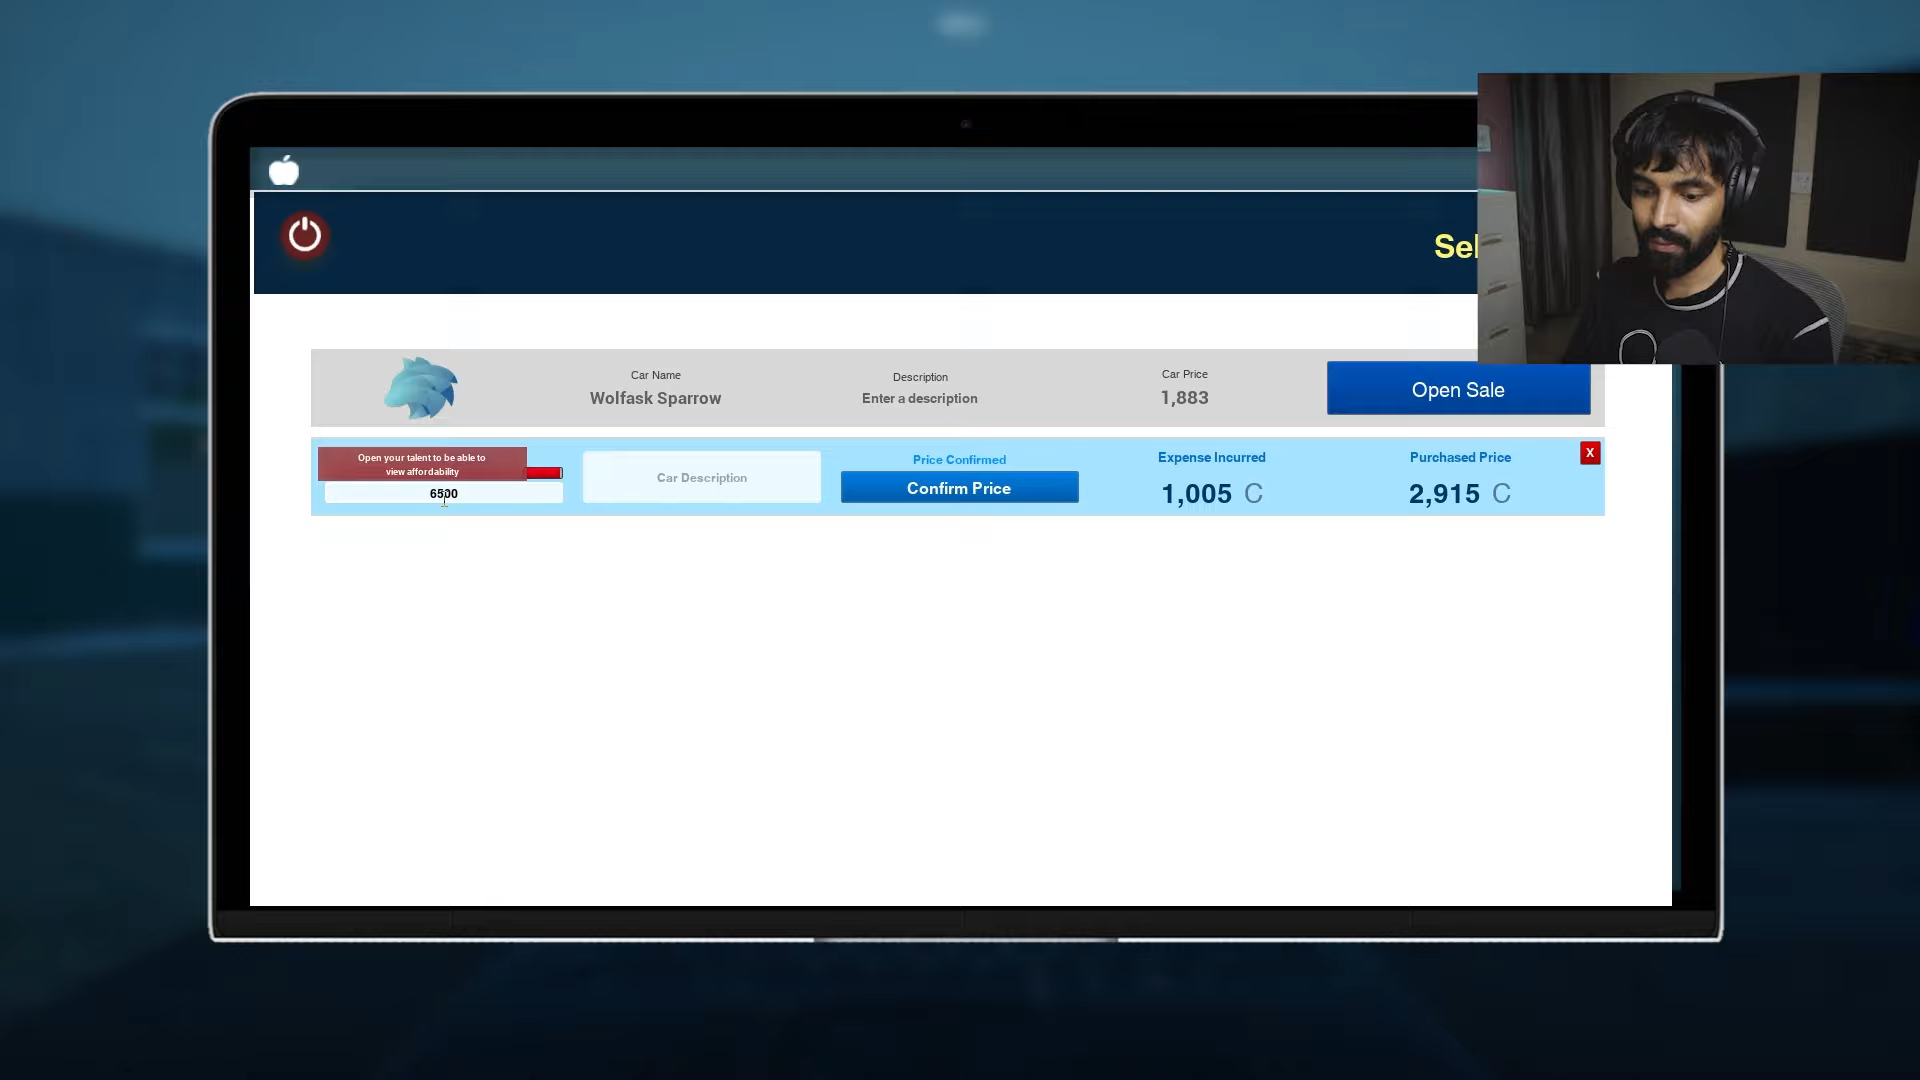 Sel
Car Name
Wolfask Sparrow
Description
Enter a description
Car Price
1,883
Open Sale
Open your talent to be able to
view affordability
6500
Car Description
Price Confirmed
Confirm Price
Expense Incurred
1,005 C
Purchased Price
2,915 C
X